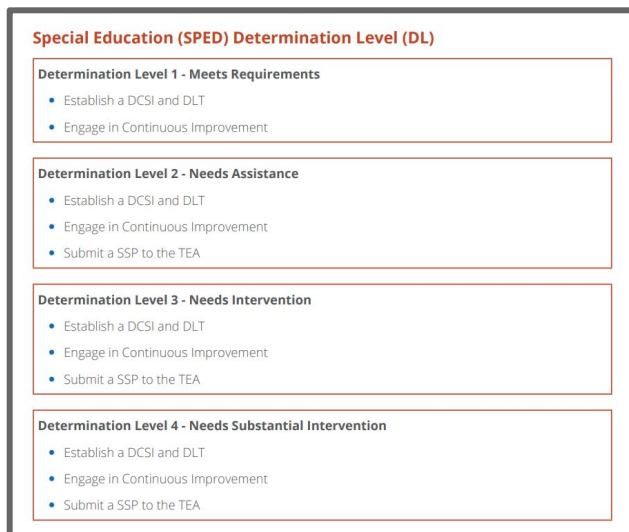 Special Education (SPED) Determination Level (DL)
Determination Level 1 - Meets Requirements
• Establish a DCSI and DLT
• Engage in Continuous Improvement
Determination Level 2 - Needs Assistance
• Establish a DCSI and DLT
• Engage in Continuous Improvement
• Submit a SSP to the TEA
Determination Level 3 - Needs Intervention
• Establish a DCSI and DLT
• Engage in Continuous Improvement
• Submit a SSP to the TEA
Determination Level 4 - Needs Substantial Intervention
• Establish a DCSI and DLT
• Engage in Continuous Improvement
• Submit a SSP to the TEA